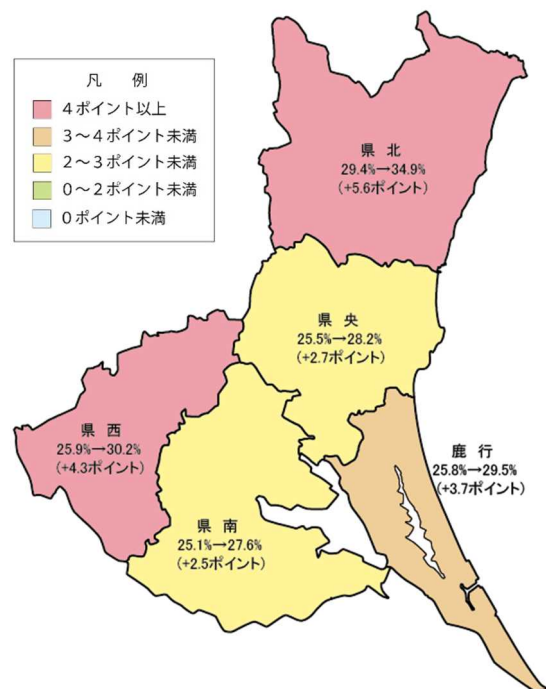 凡　例
4ポイント以上
3～4ポイント未満
2～3ポイント未満
0～2ポイント未満
0ポイント未満
県 北
29.4%→34.9%
(+5.6ポイント)
県 央
25.5%→28.2%
(+2.7ポイント)
県 西
25.9%→30.2%
(+4.3ポイント)
鹿 行
25.8%→29.5%
(+3.7ポイント)
県 南
25.1%→27.6%
(+2.5ポイント)